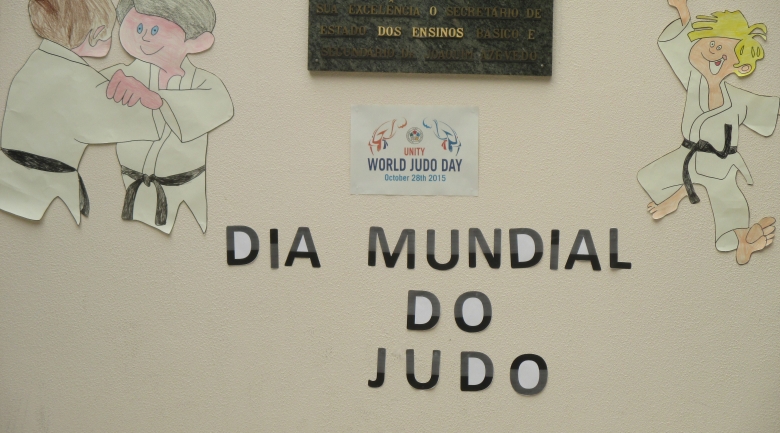 SUA EXCELÊNCIA O SECRETÁRIO DE
ESTADO DOS ENSINOS BÁSICO E
UNITY
WORLD JUDO DAY
October 28th 2015
DIA MUNDIAL
DO
JUDO